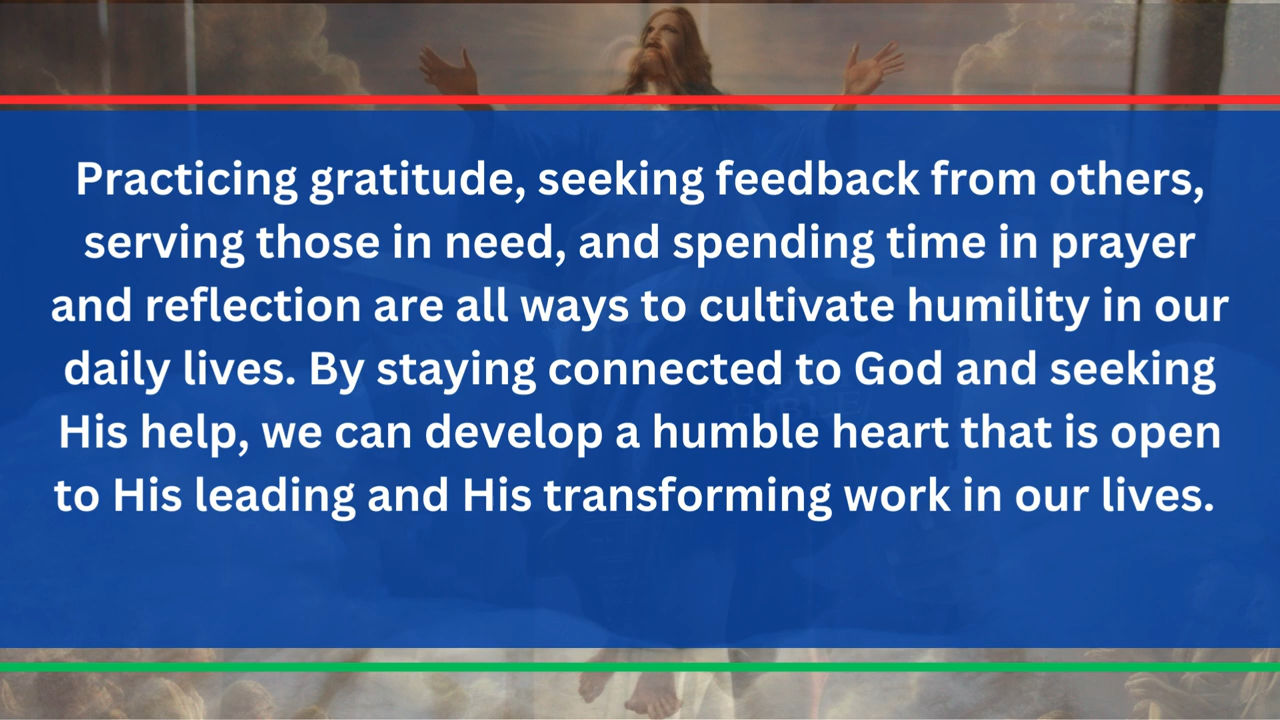 Practicing gratitude, seeking feedback from others,
serving those in need, and spending time in prayer
and reflection are all ways to cultivate humility in our
daily lives. By staying connected to God and seeking
His help, we can develop a humble heart that is open
to His leading and His transforming work in our lives.